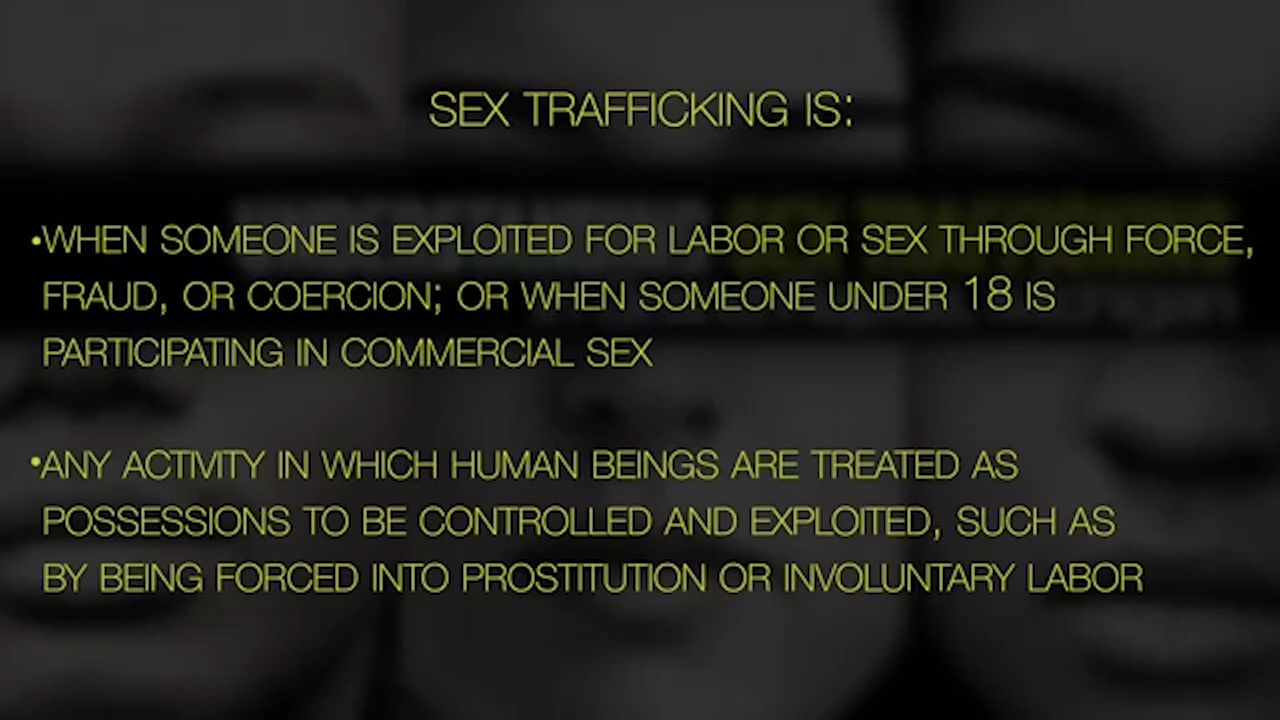 SEX TRAFFICKING IS:
•WHEN SOMEONE IS EXPLOITED FOR LABOR OR SEX THROUGH FORCE,
FRAUD, OR COERCION; OR WHEN SOMEONE UNDER 18 IS
PARTICIPATING IN COMMERCIAL SEX
•ANY ACTIVITY IN WHICH HUMAN BEINGS ARE TREATED AS
POSSESSIONS TO BE CONTROLLED AND EXPLOITED, SUCH AS
BY BEING FORCED INTO PROSTITUTION OR INVOLUNTARY LABOR